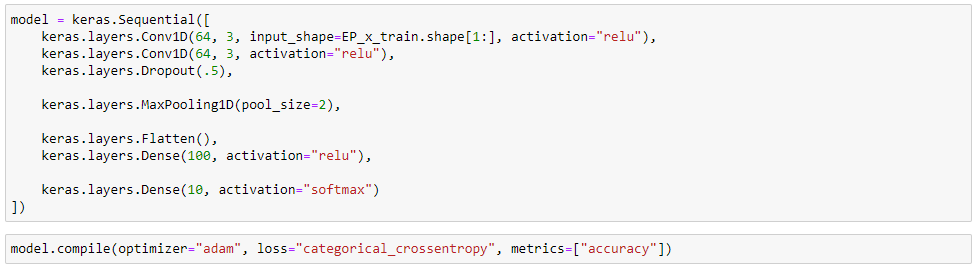 model = keras.Sequential([
    keras.layers.Conv1D(64, 3, input_shape=EP_x_train.shape[1:], activation="relu"),
    keras.layers.Conv1D(64, 3, activation="relu"),
    keras.layers.Dropout(.5),
    keras.layers.MaxPooling1D(pool_size=2),
    keras.layers.Flatten(),
    keras.layers.Dense(100, activation="relu"),
    keras.layers.Dense(10, activation="softmax")
])
model.compile(optimizer="adam", loss="categorical_crossentropy", metrics=["accuracy"])